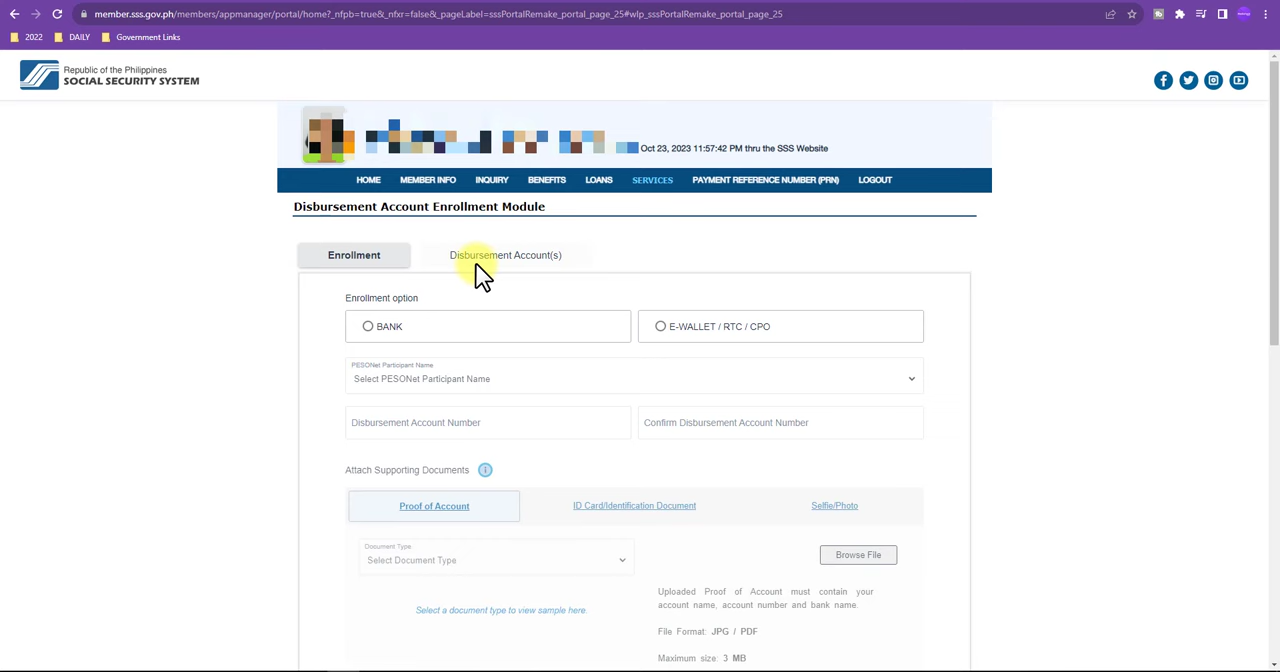 member.sss.gov.ph/members/appmanager/portal/home?_nfpb=true&_nfxr=false&_pageLabel=sssPortalRemake_portal_page_25#wlp_sssPortalRemake_portal_page_25
2022 DAILY Government Links
Republic of the Philippines
SOCIAL SECURITY SYSTEM
Oct 23, 2023 11:57:42 PM thru the SSS Website
HOME MEMBER INFO INQUIRY BENEFITS LOANS SERVICES PAYMENT REFERENCE NUMBER (PRN) LOGOUT
Disbursement Account Enrollment Module
Enrollment Disbursement Account(s)
Enrollment option
BANK E-WALLET / RTC / CPO
PESONet Participant Name
Select PESONet Participant Name
Disbursement Account Number Confirm Disbursement Account Number
Attach Supporting Documents
Proof of Account ID Card/Identification Document Selfie/Photo
Document Type
Select Document Type
Browse File
Select a document type to view sample here.
Uploaded Proof of Account must contain your
account name, account number and bank name.
File Format: JPG / PDF
Maximum size: 3 MB